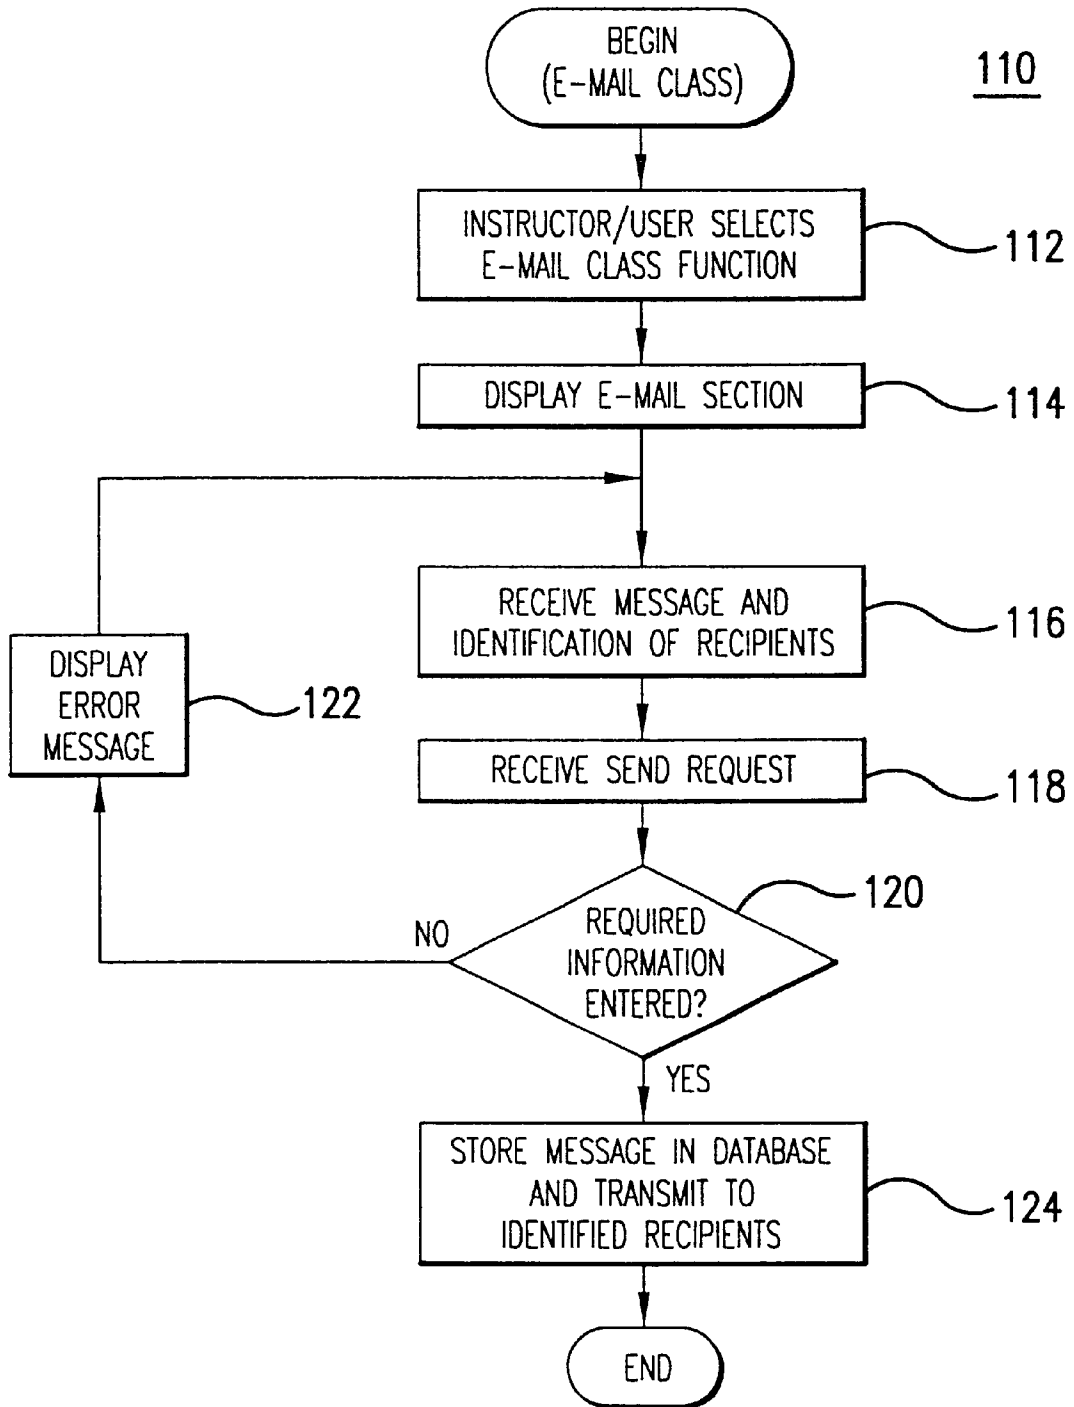 BEGIN
(E-MAIL CLASS)
110
INSTRUCTOR/USER SELECTS
E-MAIL CLASS FUNCTION
112
DISPLAY E-MAIL SECTION
114
RECEIVE MESSAGE AND
IDENTIFICATION OF RECIPIENTS
116
DISPLAY
ERROR
MESSAGE
122
RECEIVE SEND REQUEST
118
REQUIRED
INFORMATION
ENTERED?
120
NO
YES
STORE MESSAGE IN DATABASE
AND TRANSMIT TO
IDENTIFIED RECIPIENTS
124
END